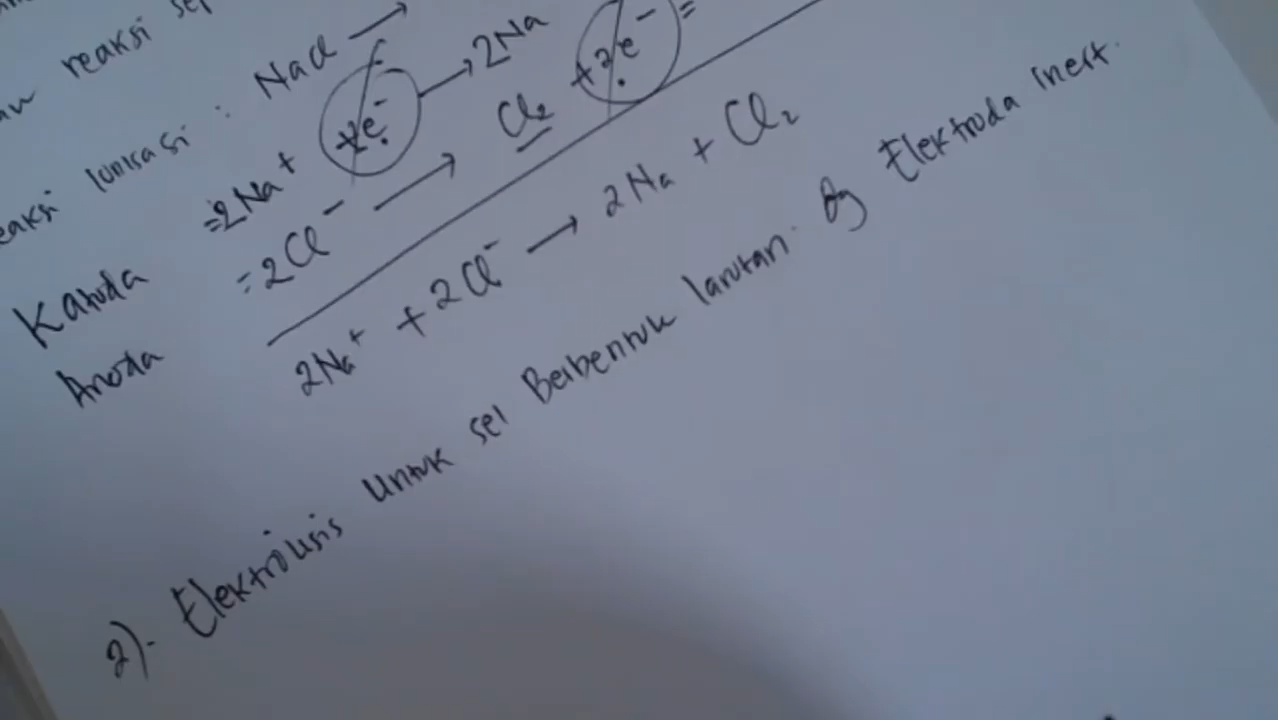 reaksi
ionisasi : NaCl →
Katoda = 2Na⁺ + 2e⁻ → 2Na
Anoda = 2Cl⁻ → Cl₂ + 2e⁻
2Na⁺ + 2Cl⁻ → 2Na + Cl₂
2). Elektrolisis untuk sel Berbentuk larutan dg Elektroda inert.